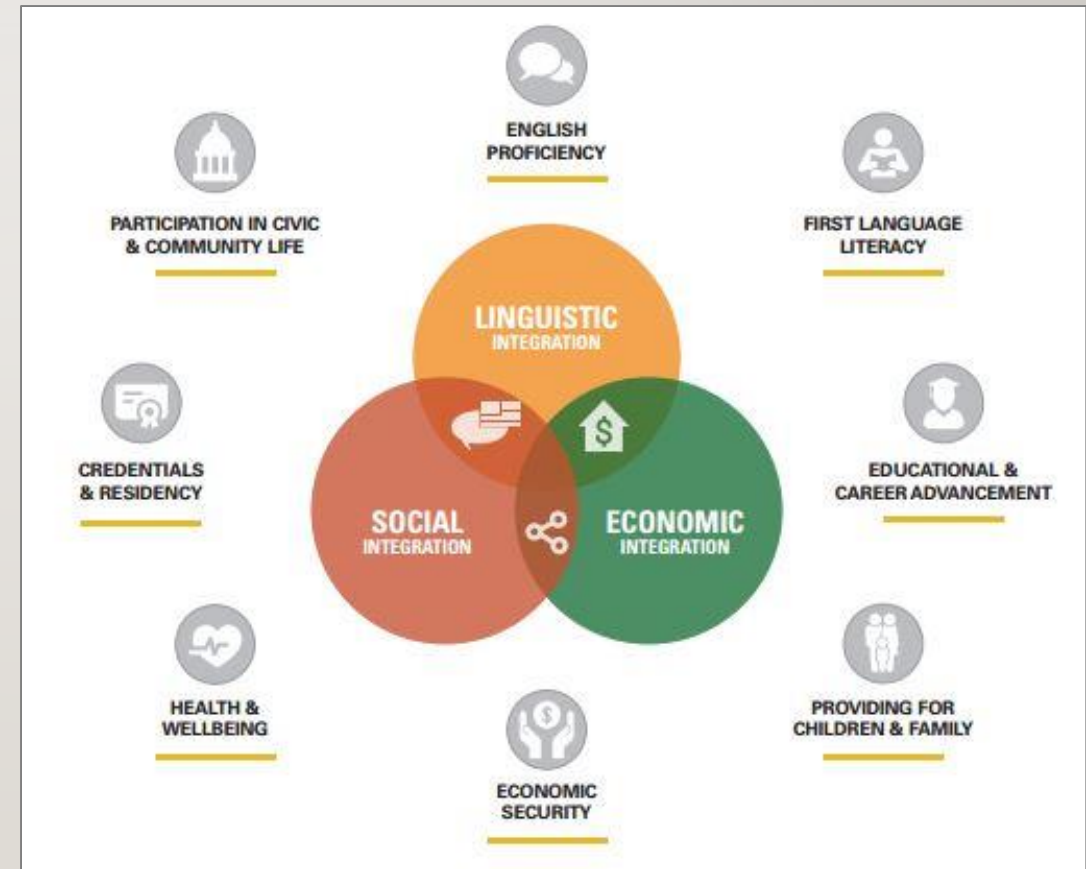 ENGLISH
PROFICIENCY
PARTICIPATION IN CIVIC
& COMMUNITY LIFE
FIRST LANGUAGE
LITERACY
LINGUISTIC
INTEGRATION
$
CREDENTIALS
& RESIDENCY
EDUCATIONAL &
CAREER ADVANCEMENT
SOCIAL
INTEGRATION
ECONOMIC
INTEGRATION
HEALTH &
WELLBEING
PROVIDING FOR
CHILDREN & FAMILY
$
ECONOMIC
SECURITY